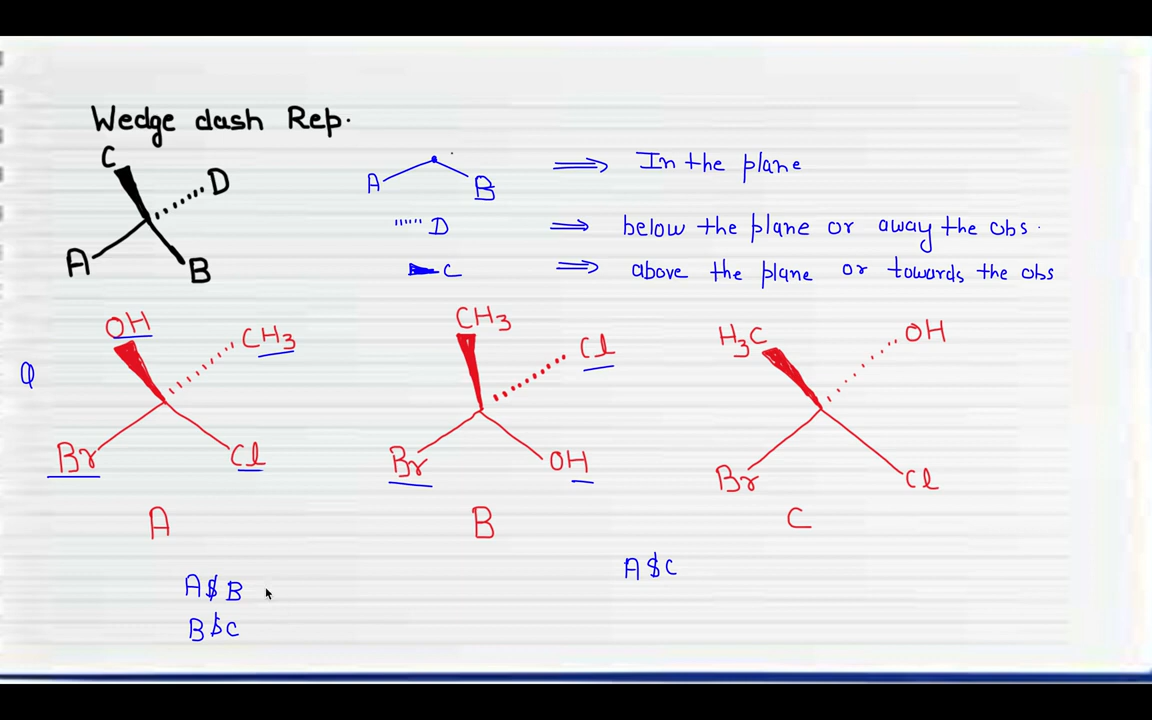 Wedge dash Rep.
C
D
A
B
A B ⟹ In the plane
D ⟹ below the plane or away the obs.
C ⟹ above the plane or towards the obs
Q
OH
CH3
Br
Cl
A
CH3
Cl
Br
OH
B
H3C
OH
Br
Cl
C
A $ B
B $ C
A $ C